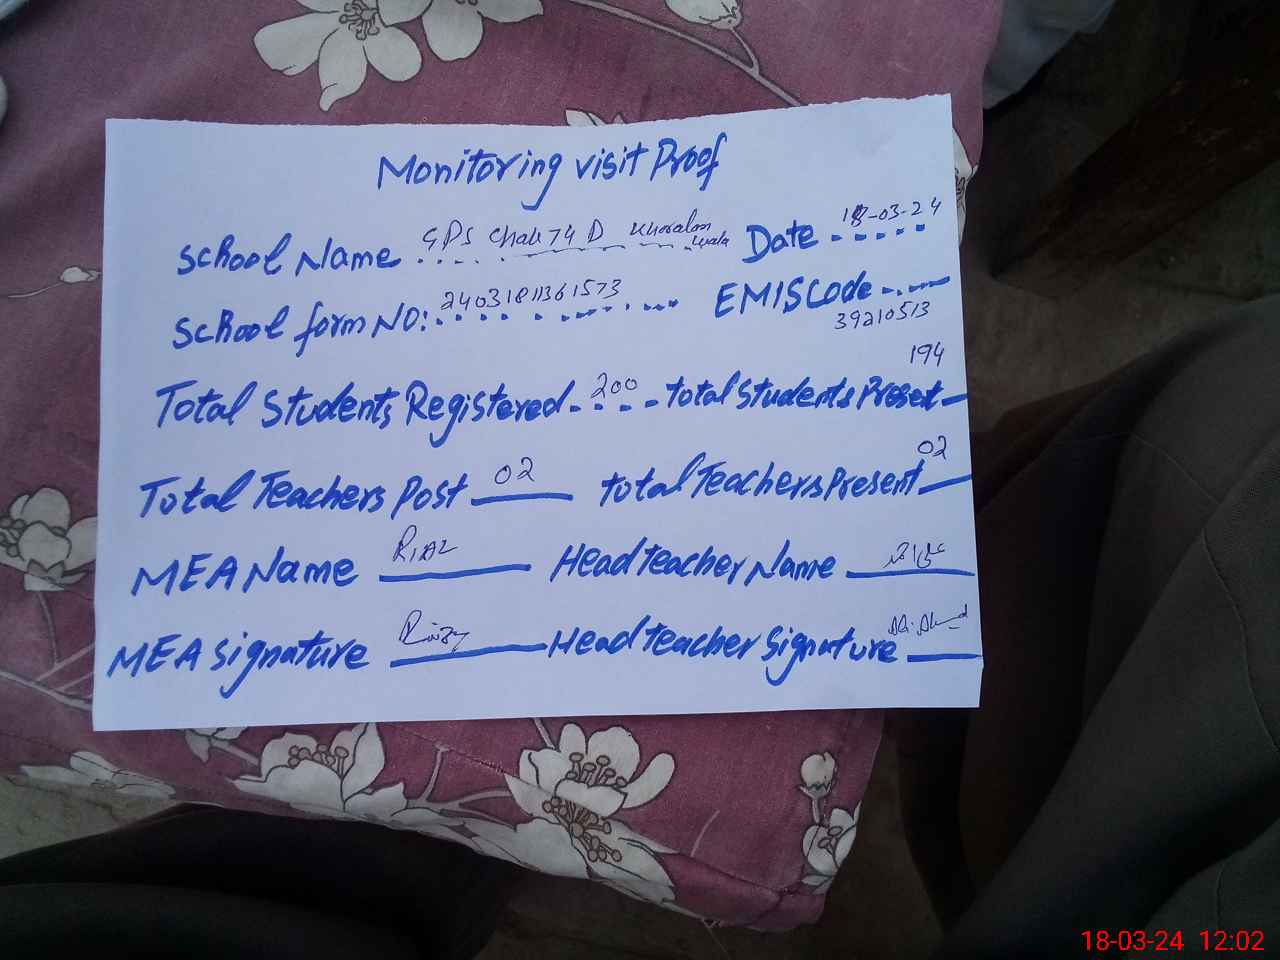 Monitoring visit Proof
School Name GPS Chak 74 D wala Date 18-03-24
School form NO: 24031811361573 EMIS Code 39210513
Total Students Registered 200 total Students Present 194
Total Teachers Post 02 total Teachers Present 02
MEA Name RIAZ Head teacher Name
MEA signature Riaz Head teacher Signature
18-03-24 12:02